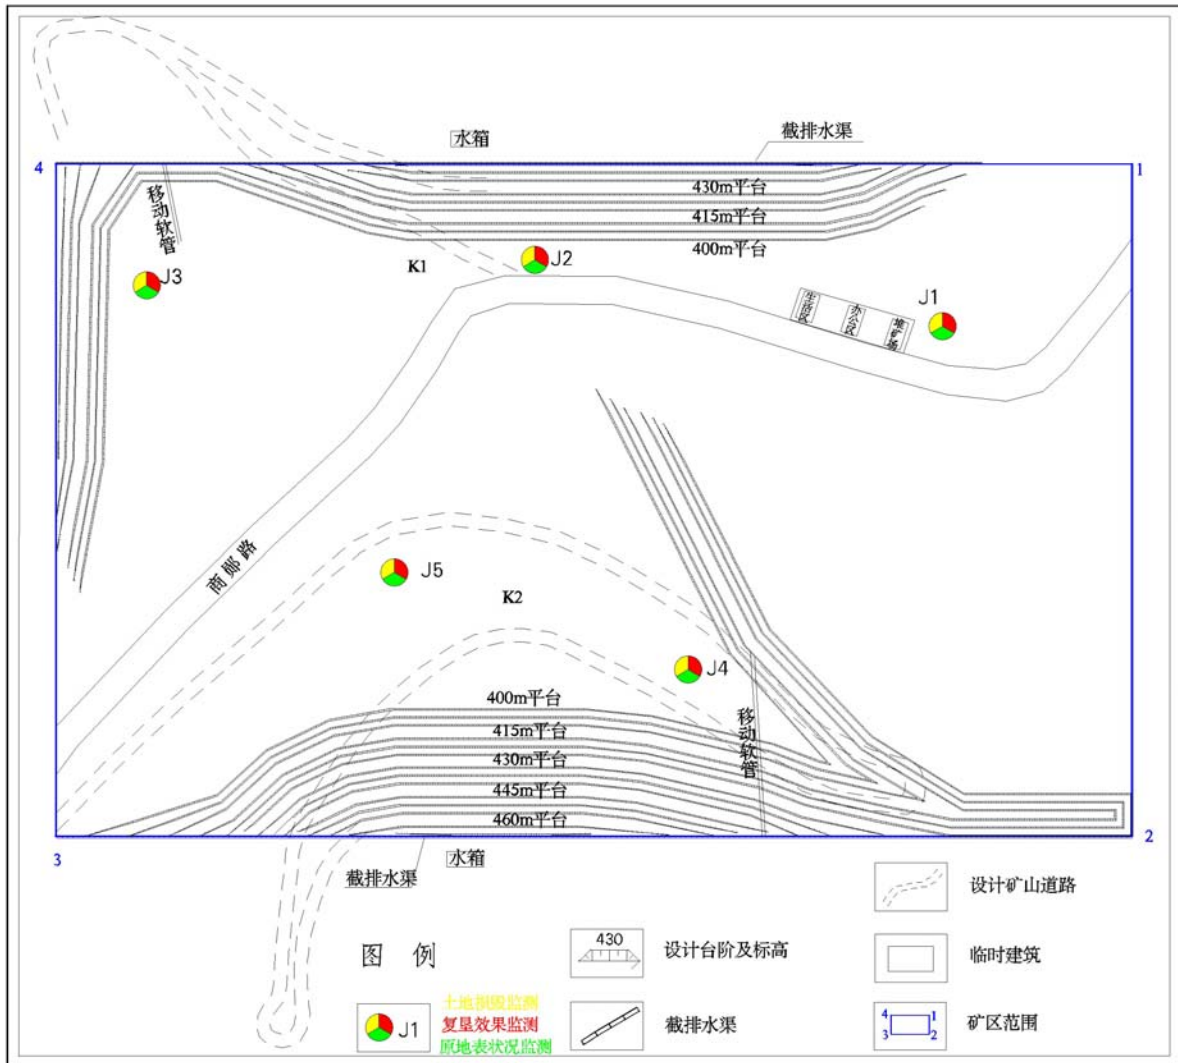 水箱
截排水渠
4
1
430m平台
415m平台
400m平台
移动软管
K1
J2
J3
J1
生活区
办公区
堆矿场
商郧路
J5
K2
J4
400m平台
415m平台
430m平台
445m平台
460m平台
移动软管
3
2
水箱
截排水渠
图 例
430
设计台阶及标高
设计矿山道路
临时建筑
J1
土地损毁监测
复垦效果监测
原地表状况监测
截排水渠
4 1
3 2
矿区范围